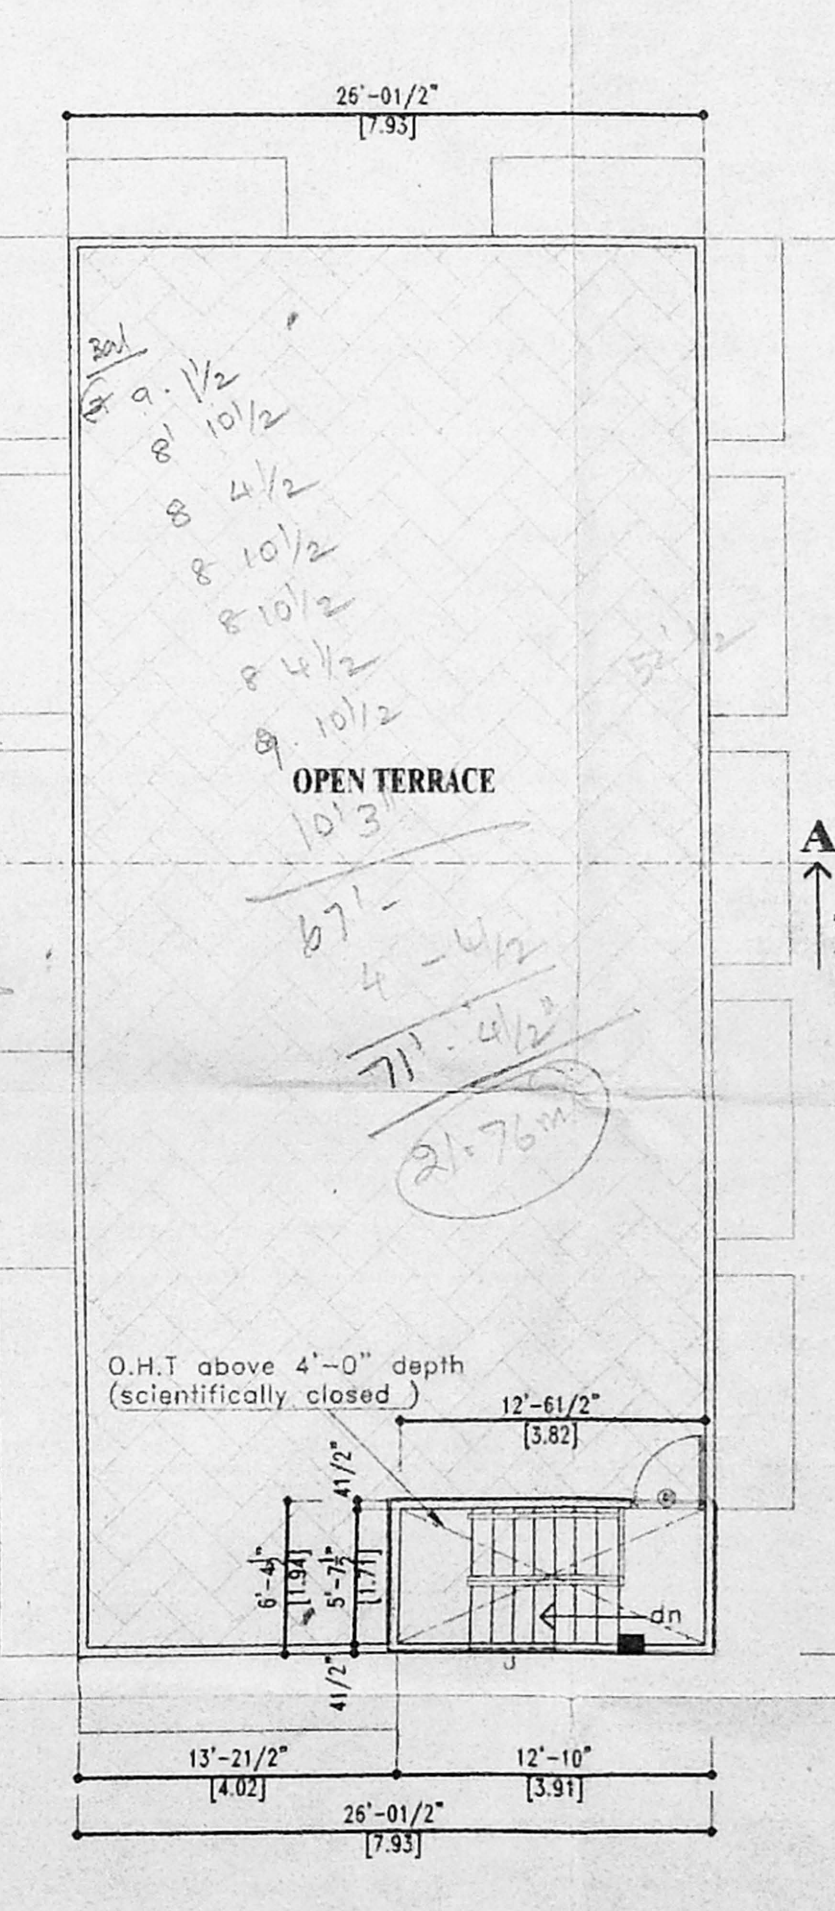 26'-01/2"
[7.93]
9. 1 1/2
8' 10 1/2
8 4 1/2
8 10 1/2
8 10 1/2
8 4 1/2
52' 1/2
9. 10 1/2
OPEN TERRACE
10' 3"
A
67'-
4 - 4 1/2
71' - 4 1/2"
21.76m
O.H.T above 4'-0" depth
(scientifically closed )
12'-61/2"
[3.82]
41/2"
6'-4½"
[1.94]
5'-7½"
[1.71]
dn
41/2"
13'-21/2"
[4.02]
12'-10"
[3.91]
26'-01/2"
[7.93]